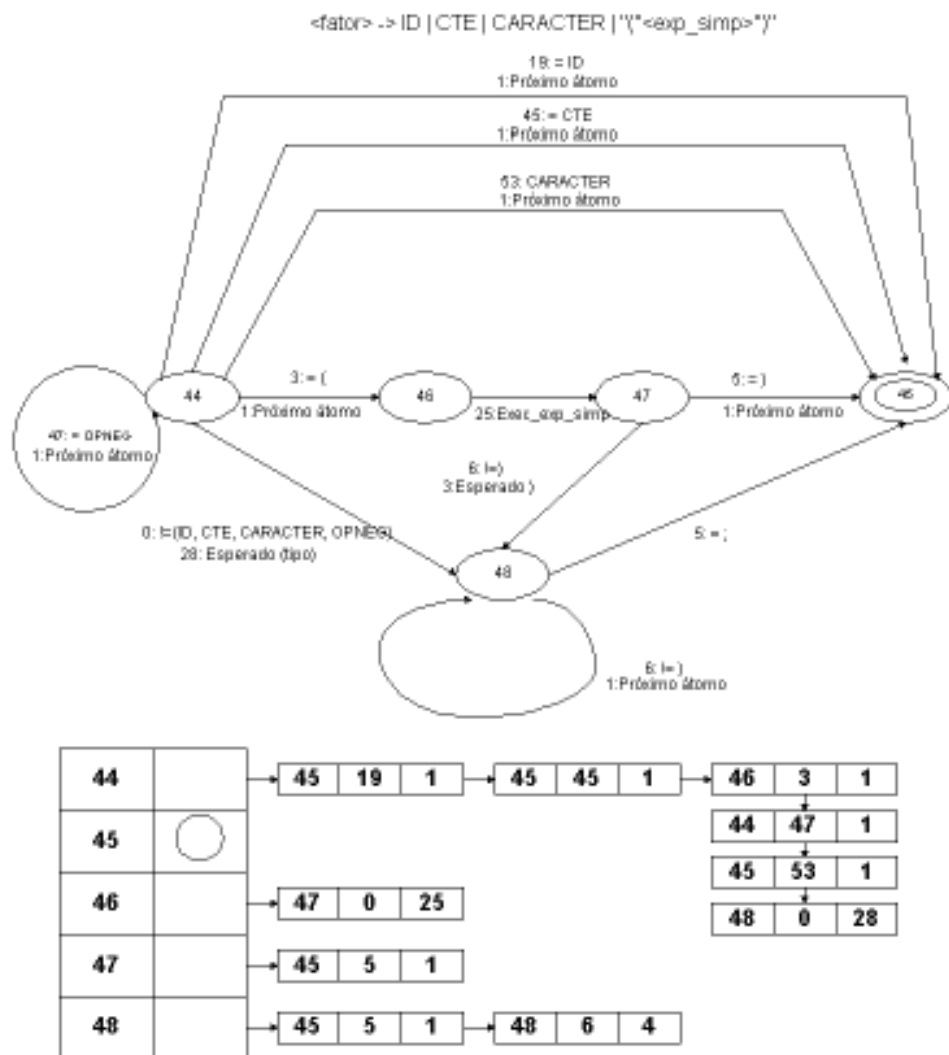 <fator> -> ID | CTE | CARACTER | "("<exp_simp>")"
19: = ID
1:Próximo átomo
45: = CTE
1:Próximo átomo
53: CARACTER
1:Próximo átomo
44
3: = (
1:Próximo átomo
46
25:Exec_exp_simp
47
5: = )
1:Próximo átomo
45
47: = OPNEG
1:Próximo átomo
6: !=)
3:Esperado )
0: !=(ID, CTE, CARACTER, OPNEG)
28: Esperado (tipo)
48
5: = ;
6: != )
1:Próximo átomo
44 45 19 1 45 45 1 46 3 1
44 47 1
45 45 53 1
46 47 0 25 48 0 28
47 45 5 1
48 45 5 1 48 6 4